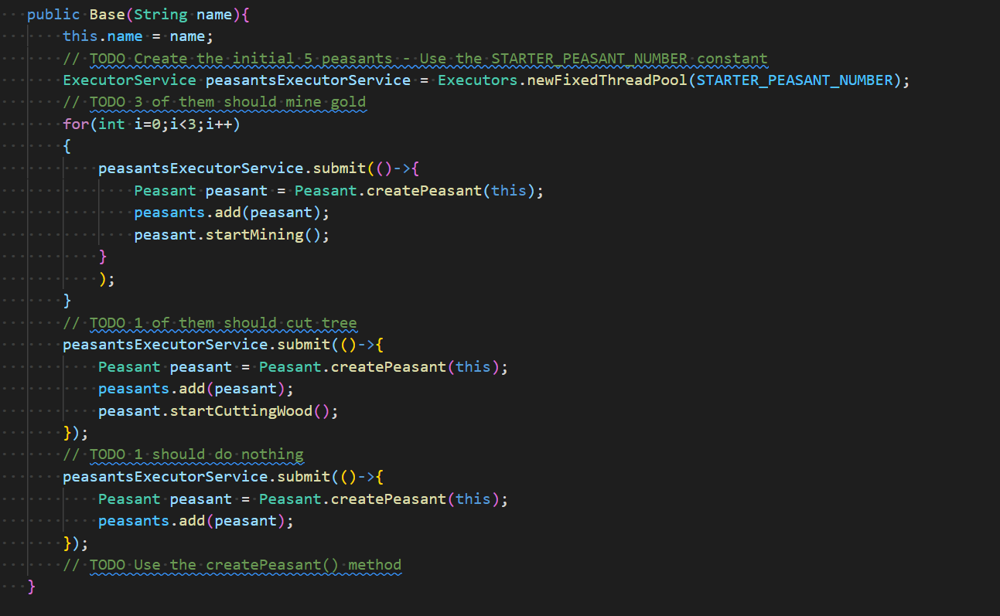 public Base(String name){
this.name = name;
// TODO Create the initial 5 peasants - Use the STARTER_PEASANT_NUMBER constant
ExecutorService peasantsExecutorService = Executors.newFixedThreadPool(STARTER_PEASANT_NUMBER);
// TODO 3 of them should mine gold
for(int i=0;i<3;i++)
{
peasantsExecutorService.submit(()->{
Peasant peasant = Peasant.createPeasant(this);
peasants.add(peasant);
peasant.startMining();
}
);
}
// TODO 1 of them should cut tree
peasantsExecutorService.submit(()->{
Peasant peasant = Peasant.createPeasant(this);
peasants.add(peasant);
peasant.startCuttingWood();
});
// TODO 1 should do nothing
peasantsExecutorService.submit(()->{
Peasant peasant = Peasant.createPeasant(this);
peasants.add(peasant);
});
// TODO Use the createPeasant() method
}